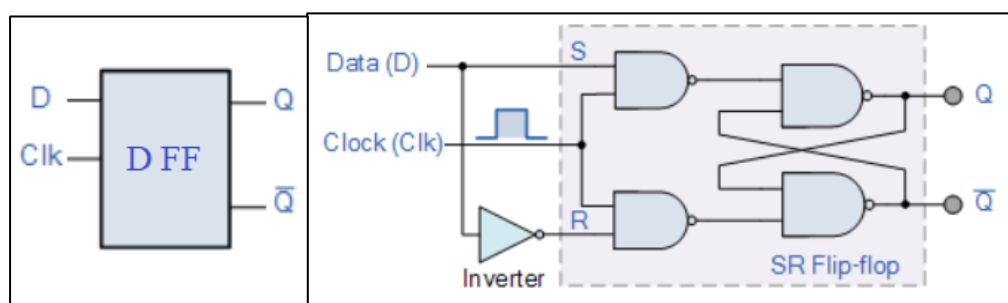 D
Clk
D FF
Q
Q̅
Data (D)
Clock (Clk)
Inverter
S
R
SR Flip-flop
Q
Q̅